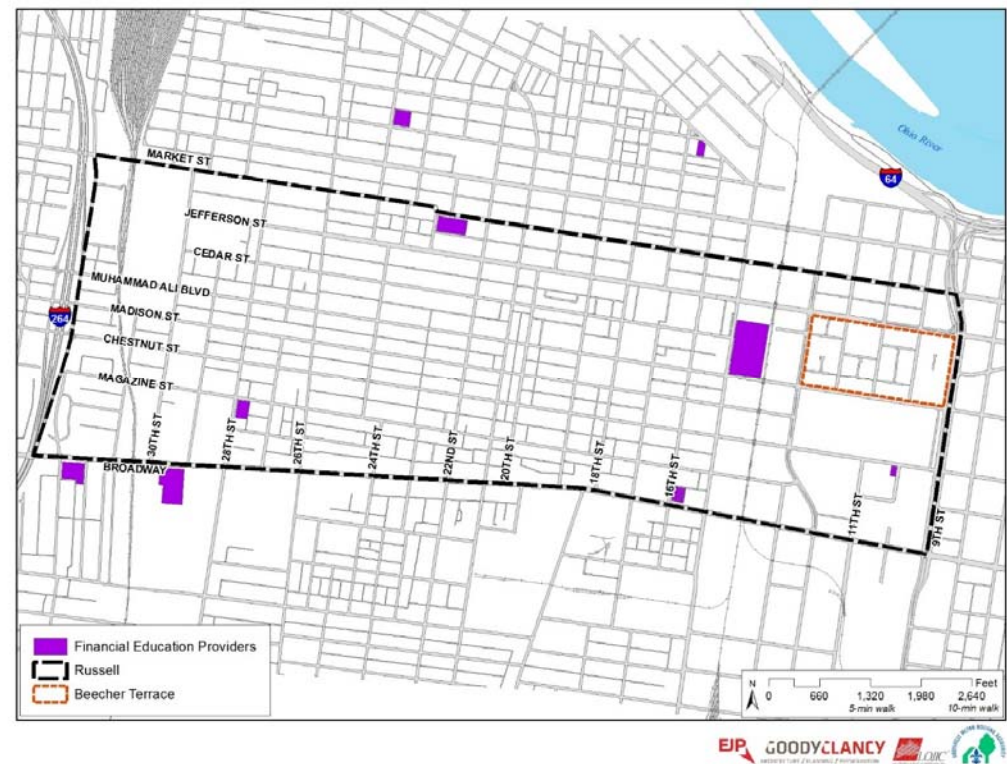 Ohio River
64
MARKET ST
JEFFERSON ST
CEDAR ST
MUHAMMAD ALI BLVD
264
MADISON ST
CHESTNUT ST
MAGAZINE ST
30TH ST
28TH ST
26TH ST
24TH ST
22ND ST
20TH ST
18TH ST
16TH ST
11TH ST
9TH ST
BROADWAY
Financial Education Providers
Russell
Beecher Terrace
N
Feet
0 660 1,320 1,980 2,640
5-min walk 10-min walk
EJP GOODYCLANCY LOJIC